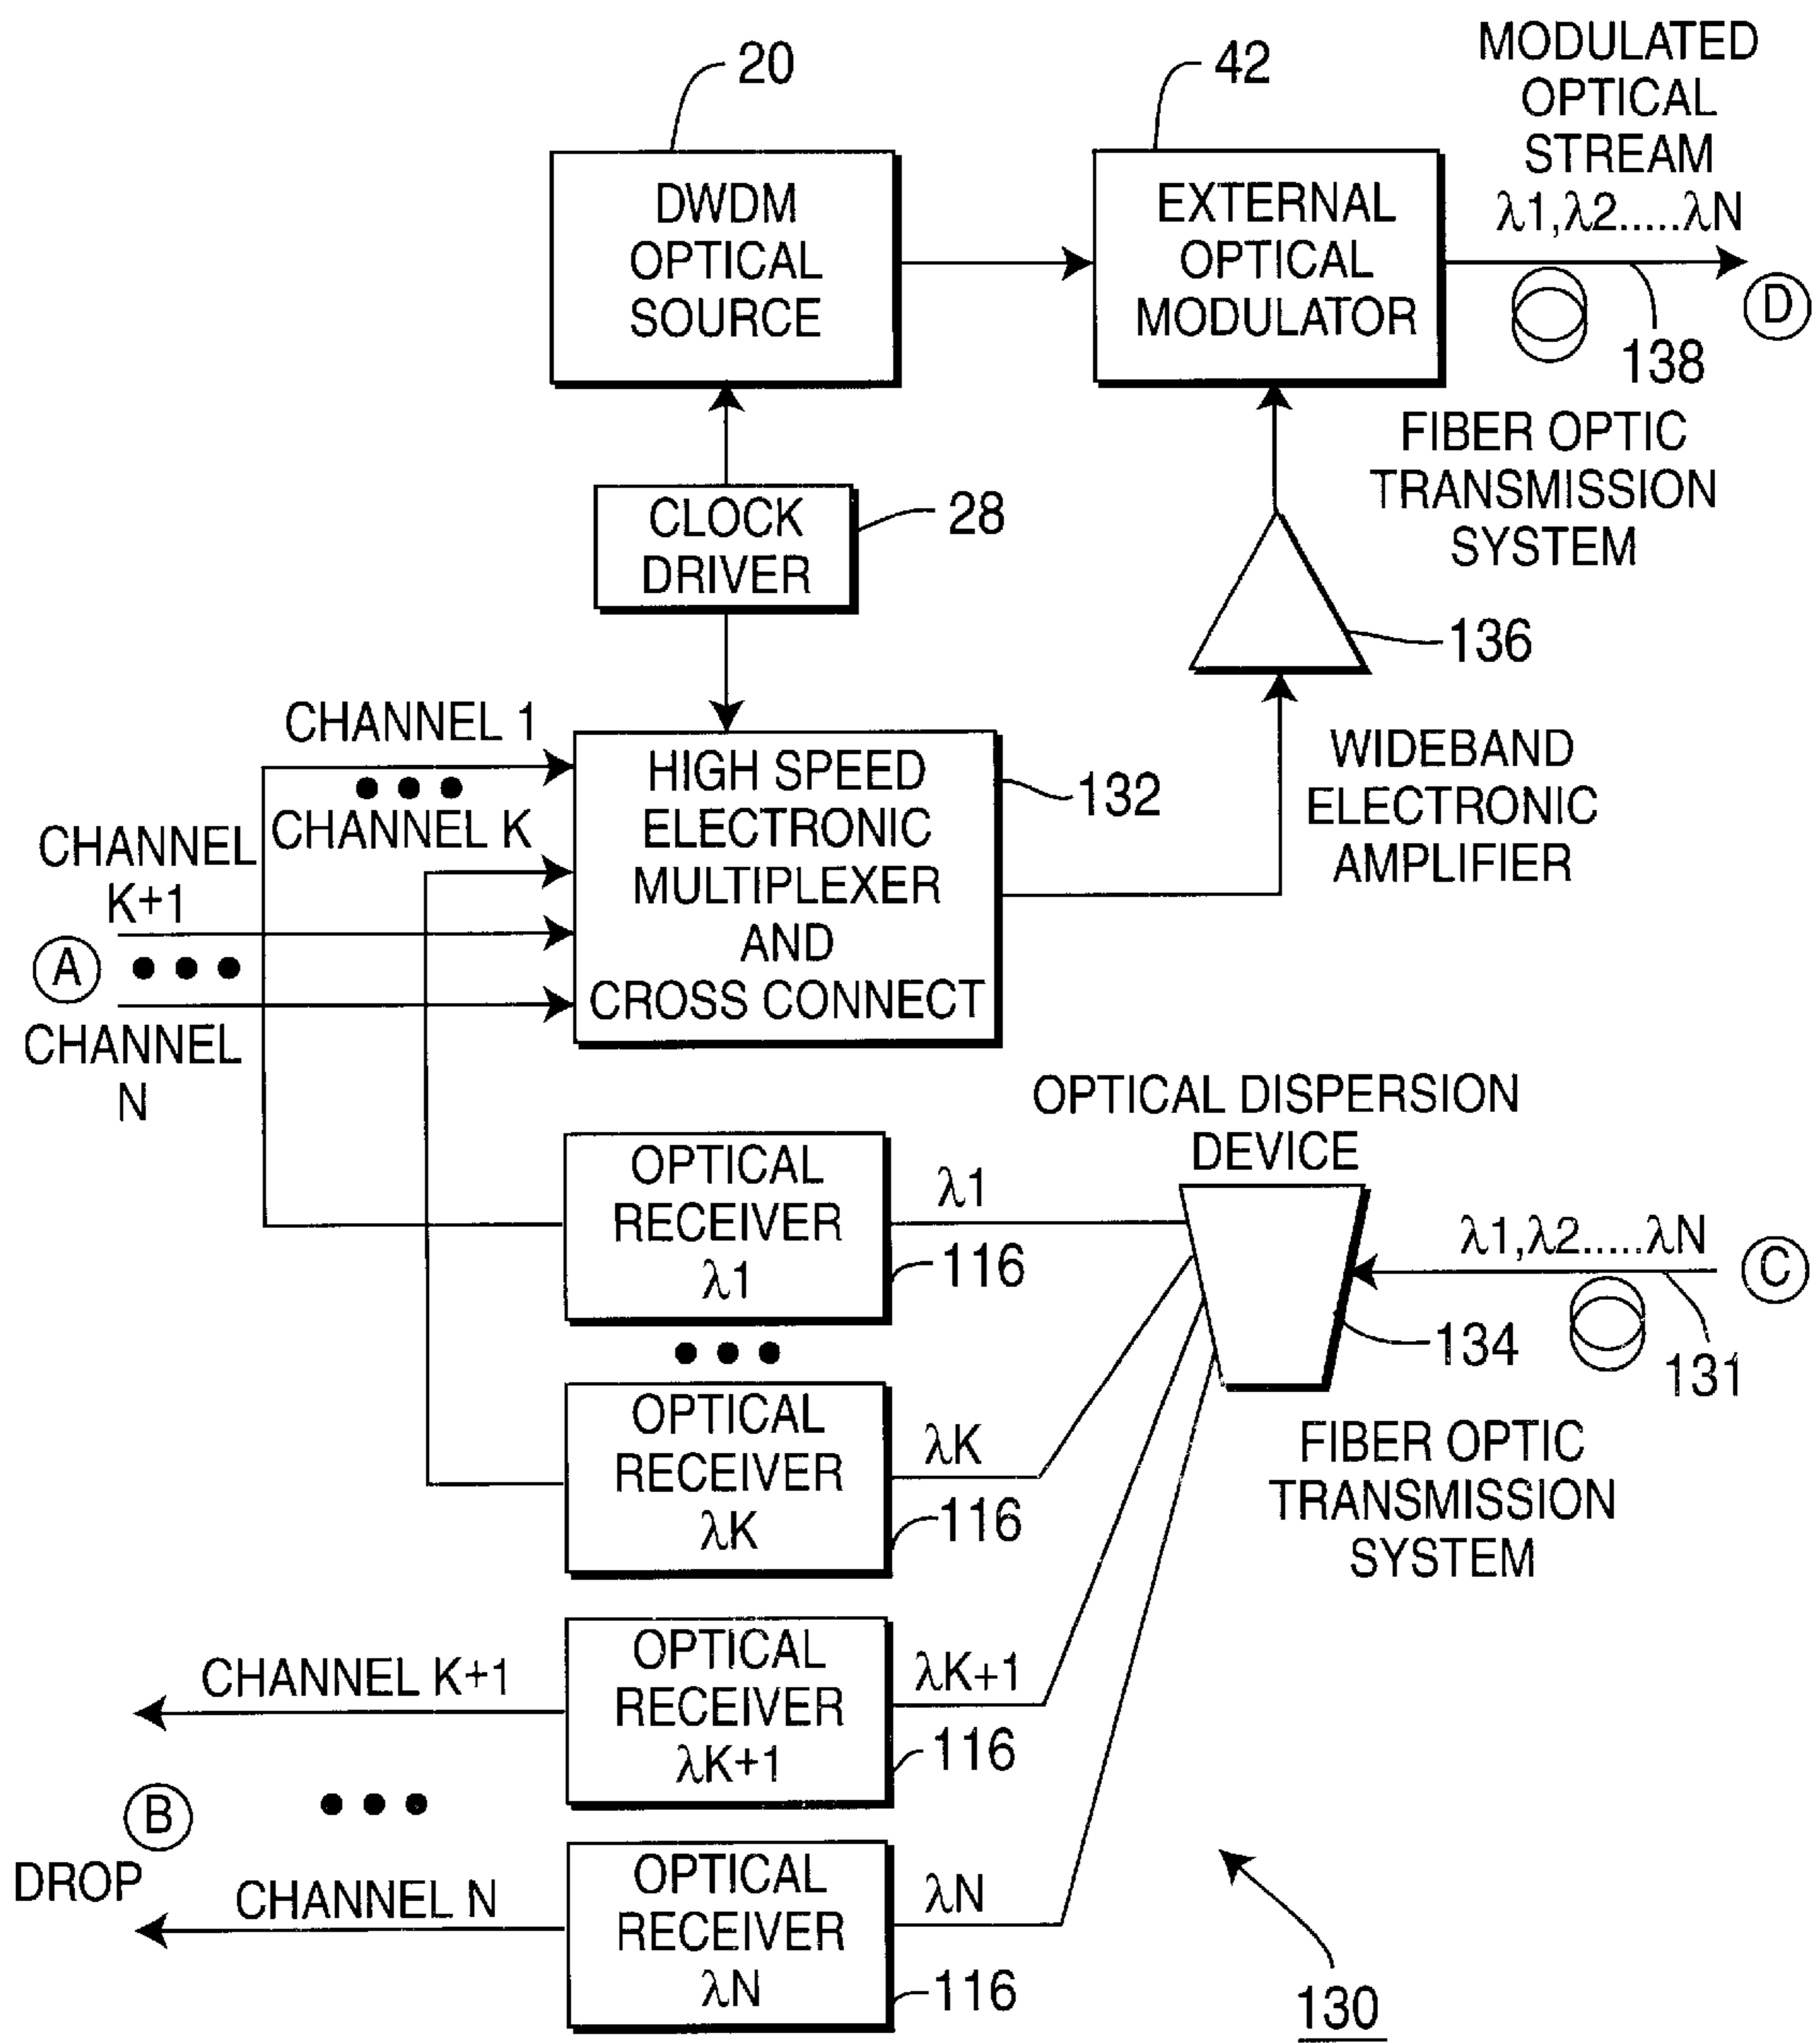 20
42
MODULATED
OPTICAL
STREAM
λ1,λ2.....λN
DWDM
OPTICAL
SOURCE
EXTERNAL
OPTICAL
MODULATOR
D
138
FIBER OPTIC
TRANSMISSION
SYSTEM
CLOCK
DRIVER
28
136
CHANNEL 1
CHANNEL K
CHANNEL
K+1
A
CHANNEL
N
HIGH SPEED
ELECTRONIC
MULTIPLEXER
AND
CROSS CONNECT
132
WIDEBAND
ELECTRONIC
AMPLIFIER
OPTICAL DISPERSION
DEVICE
OPTICAL
RECEIVER
λ1
λ1
116
λ1,λ2.....λN
C
134
131
OPTICAL
RECEIVER
λK
λK
116
FIBER OPTIC
TRANSMISSION
SYSTEM
CHANNEL K+1
OPTICAL
RECEIVER
λK+1
λK+1
116
B
DROP
CHANNEL N
OPTICAL
RECEIVER
λN
λN
116
130